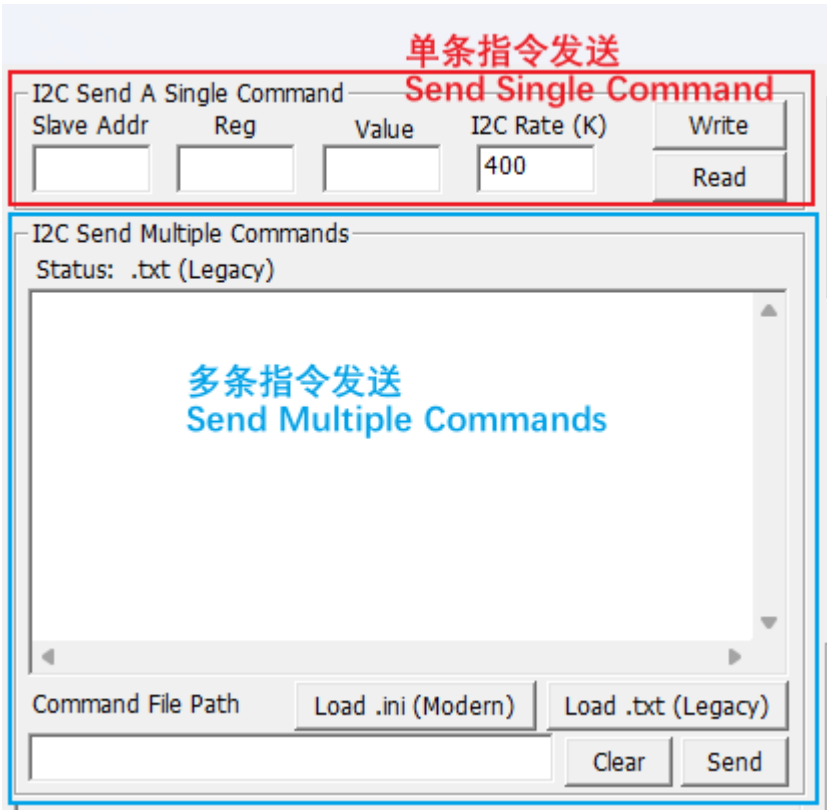 单条指令发送
Send Single Command
I2C Send A Single Command
Slave Addr Reg Value I2C Rate (K) Write
400
Read
I2C Send Multiple Commands
Status: .txt (Legacy)
多条指令发送
Send Multiple Commands
Command File Path Load .ini (Modern) Load .txt (Legacy)
Clear Send